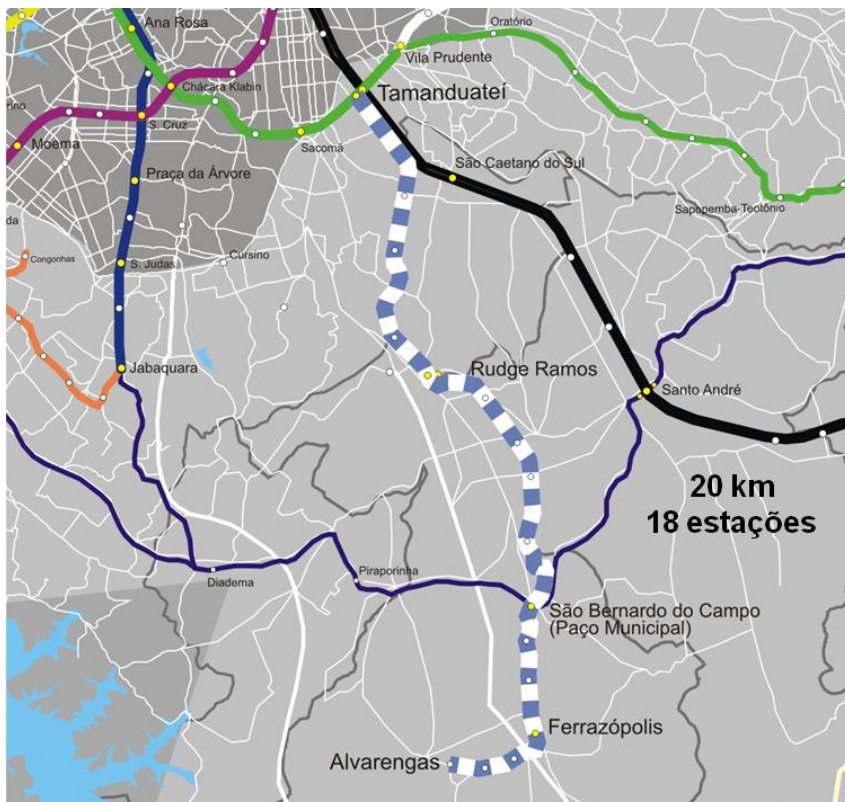 Ana Rosa
Oratório
Vila Prudente
Chácara Klabin
Tamanduateí
S. Cruz
Moema
Sacomã
São Caetano do Sul
Praça da Árvore
Sapopemba-Teotônio
da
Cursino
Congonhas
S. Judas
Jabaquara
Rudge Ramos
Santo André
20 km
18 estações
Diadema
Piraporinha
São Bernardo do Campo
(Paço Municipal)
Ferrazópolis
Alvarengas